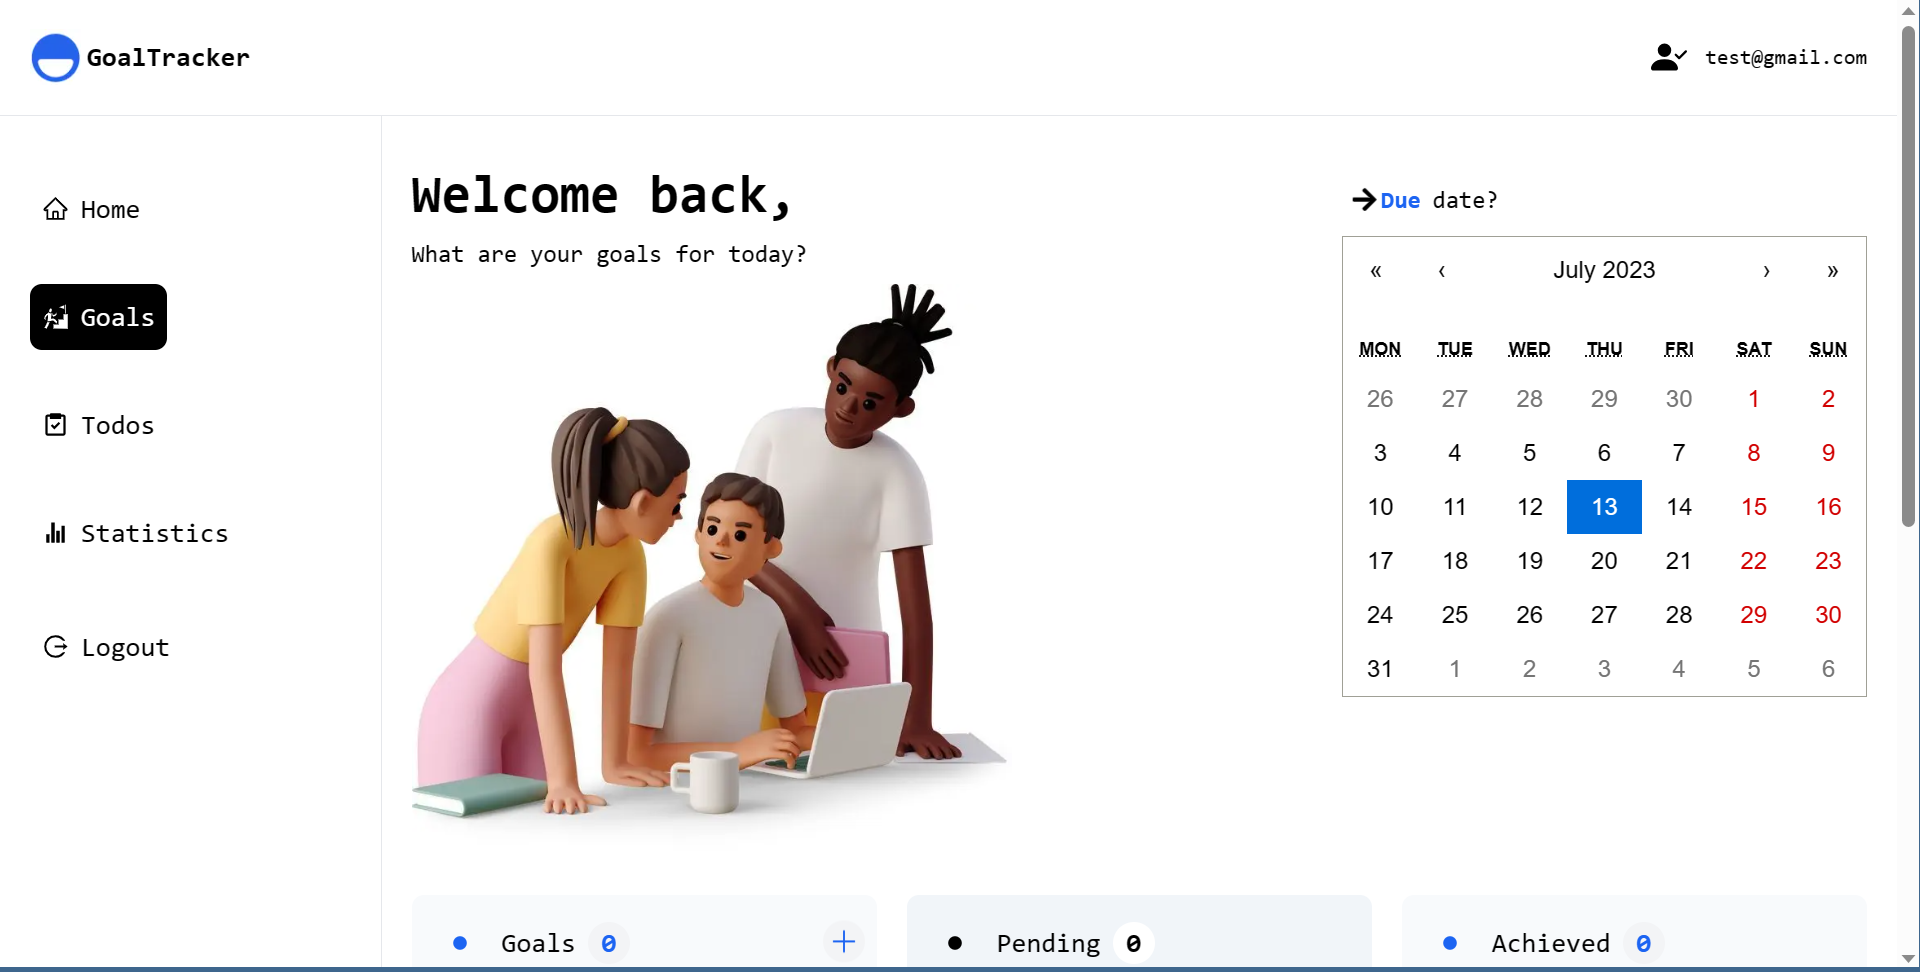 GoalTracker
test@gmail.com
Home
Goals
Todos
Statistics
Logout
Welcome back,
What are your goals for today?
Due date?
« ‹ July 2023 › »
MON TUE WED THU FRI SAT SUN
26 27 28 29 30 1 2
3 4 5 6 7 8 9
10 11 12 13 14 15 16
17 18 19 20 21 22 23
24 25 26 27 28 29 30
31 1 2 3 4 5 6
Goals 0 +
Pending 0
Achieved 0